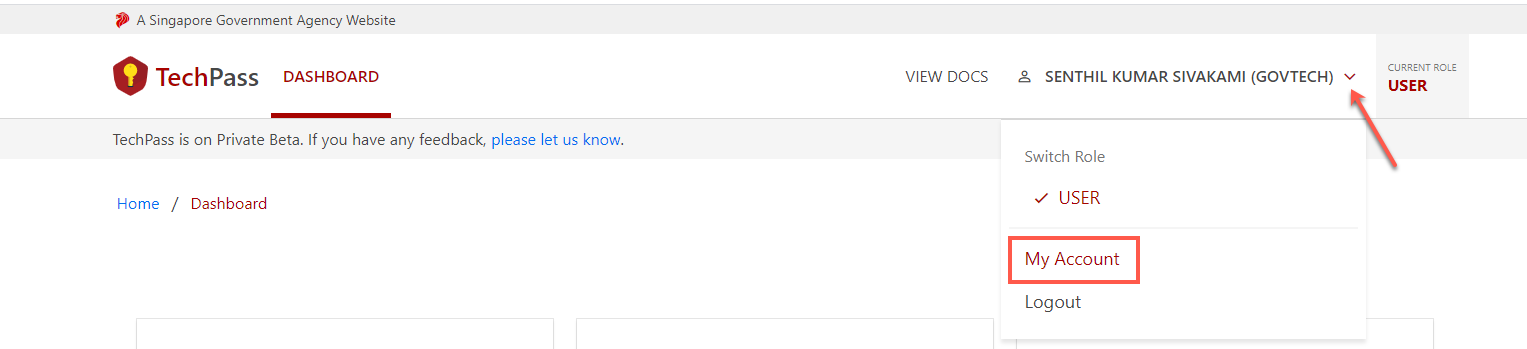 A Singapore Government Agency Website
TechPass DASHBOARD VIEW DOCS SENTHIL KUMAR SIVAKAMI (GOVTECH) CURRENT ROLE
USER
TechPass is on Private Beta. If you have any feedback, please let us know.
Switch Role
USER
Home / Dashboard
My Account
Logout